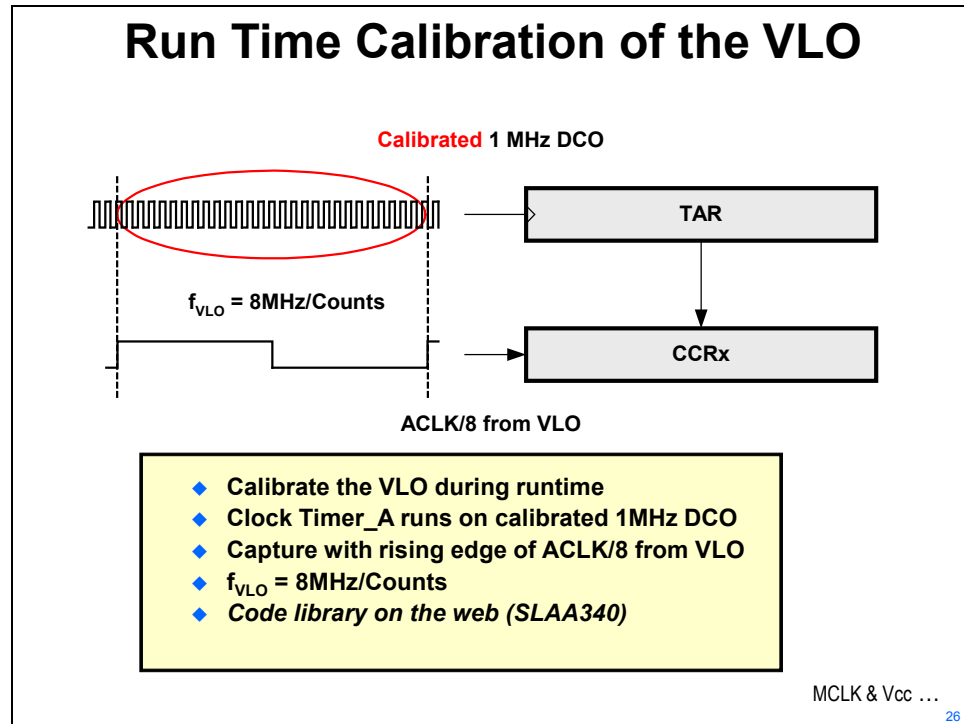 Run Time Calibration of the VLO
Calibrated 1 MHz DCO
TAR
fVLO = 8MHz/Counts
CCRx
ACLK/8 from VLO
◆ Calibrate the VLO during runtime
◆ Clock Timer_A runs on calibrated 1MHz DCO
◆ Capture with rising edge of ACLK/8 from VLO
◆ fVLO = 8MHz/Counts
◆ Code library on the web (SLAA340)
MCLK & Vcc …
26